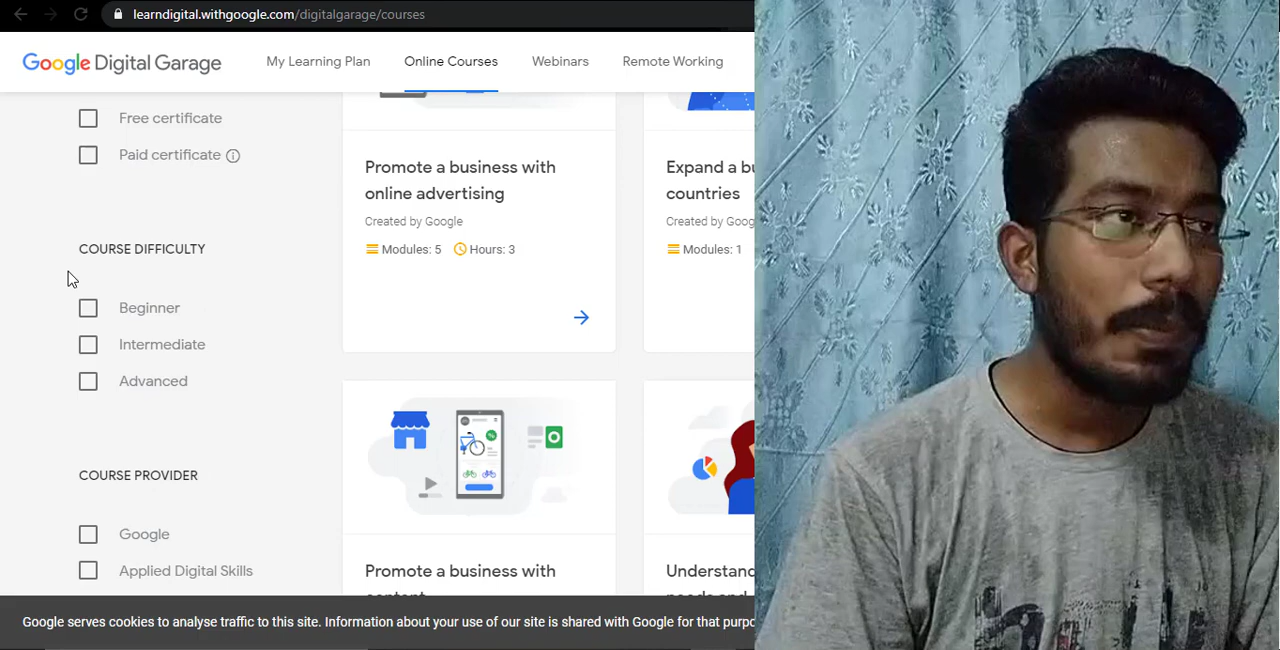 learndigital.withgoogle.com/digitalgarage/courses
Google Digital Garage
My Learning Plan
Online Courses
Webinars
Remote Working
Free certificate
Paid certificate
COURSE DIFFICULTY
Beginner
Intermediate
Advanced
COURSE PROVIDER
Google
Applied Digital Skills
Promote a business with
online advertising
Created by Google
Modules: 5 Hours: 3
Expand a bu
countries
Created by Goog
Modules: 1
Promote a business with
content
Understand
needs and
Google serves cookies to analyse traffic to this site. Information about your use of our site is shared with Google for that purpo